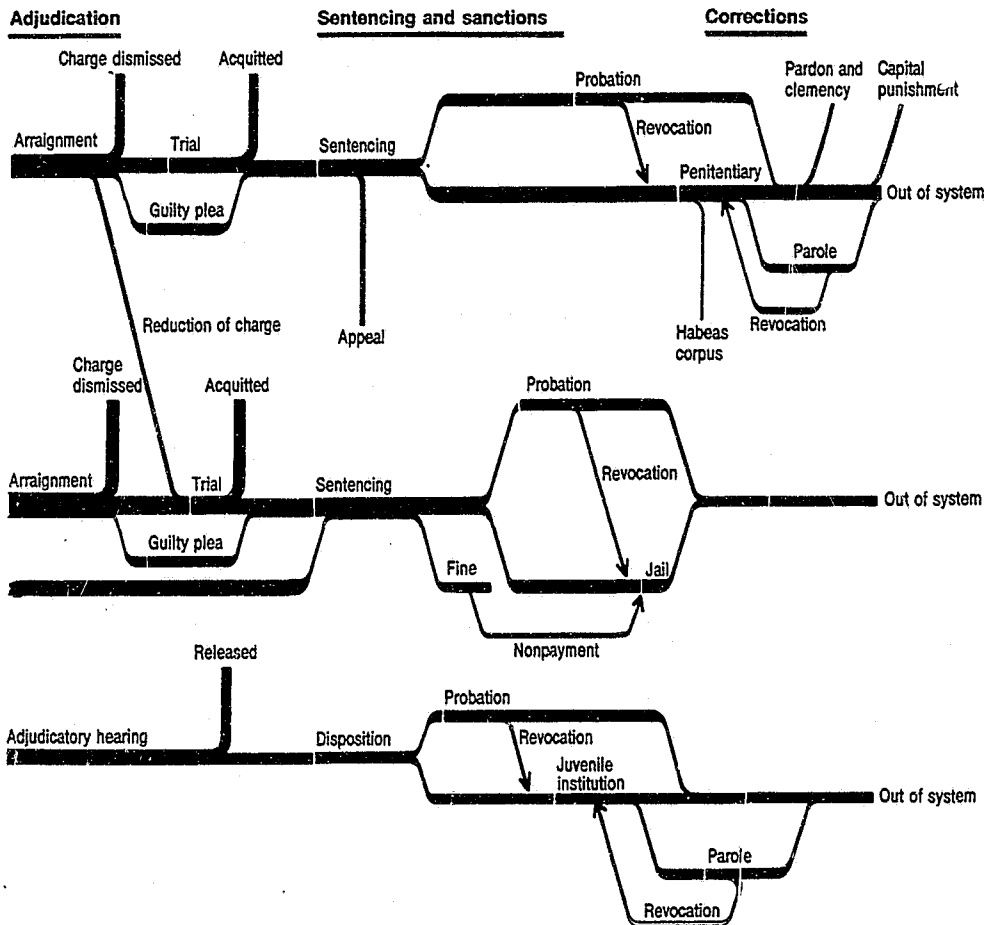 Adjudication
Sentencing and sanctions
Corrections
Charge dismissed
Acquitted
Probation
Pardon and
clemency
Capital
punishment
Arraignment
Trial
Sentencing
Revocation
Penitentiary
Out of system
Guilty plea
Parole
Reduction of charge
Appeal
Habeas
corpus
Revocation
Charge
dismissed
Acquitted
Probation
Arraignment
Trial
Sentencing
Revocation
Out of system
Guilty plea
Fine
Jail
Nonpayment
Released
Probation
Adjudicatory hearing
Disposition
Revocation
Juvenile
institution
Out of system
Parole
Revocation